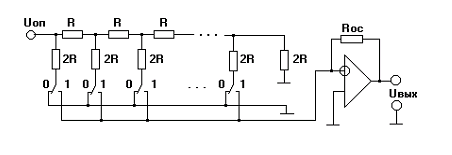 Uоп R R R . . . Rос
2R 2R 2R 2R 2R
0 1 0 1 0 1 . . . 0 1
Uвых